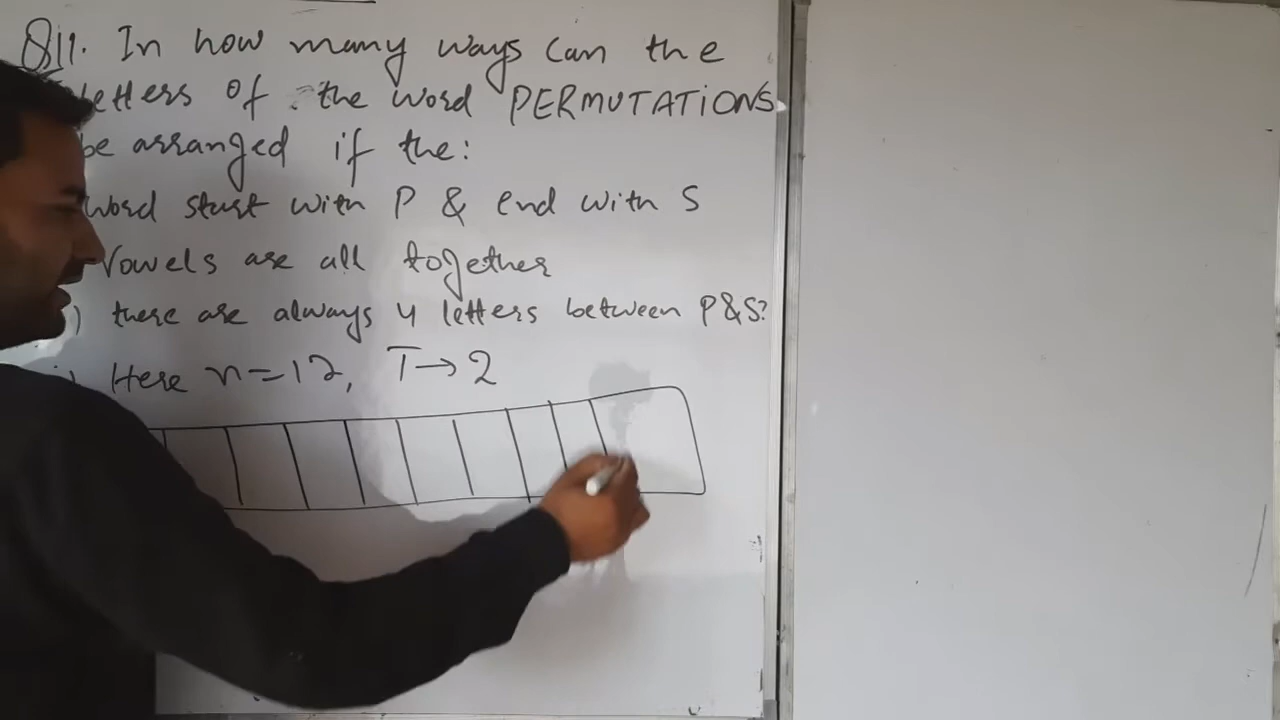 Q11. In how many ways can the
letters of the word PERMUTATIONS
be arranged if the:
word start with P & end with S
Vowels are all together
) there are always 4 letters between P&S?
) Here n=12, T→2